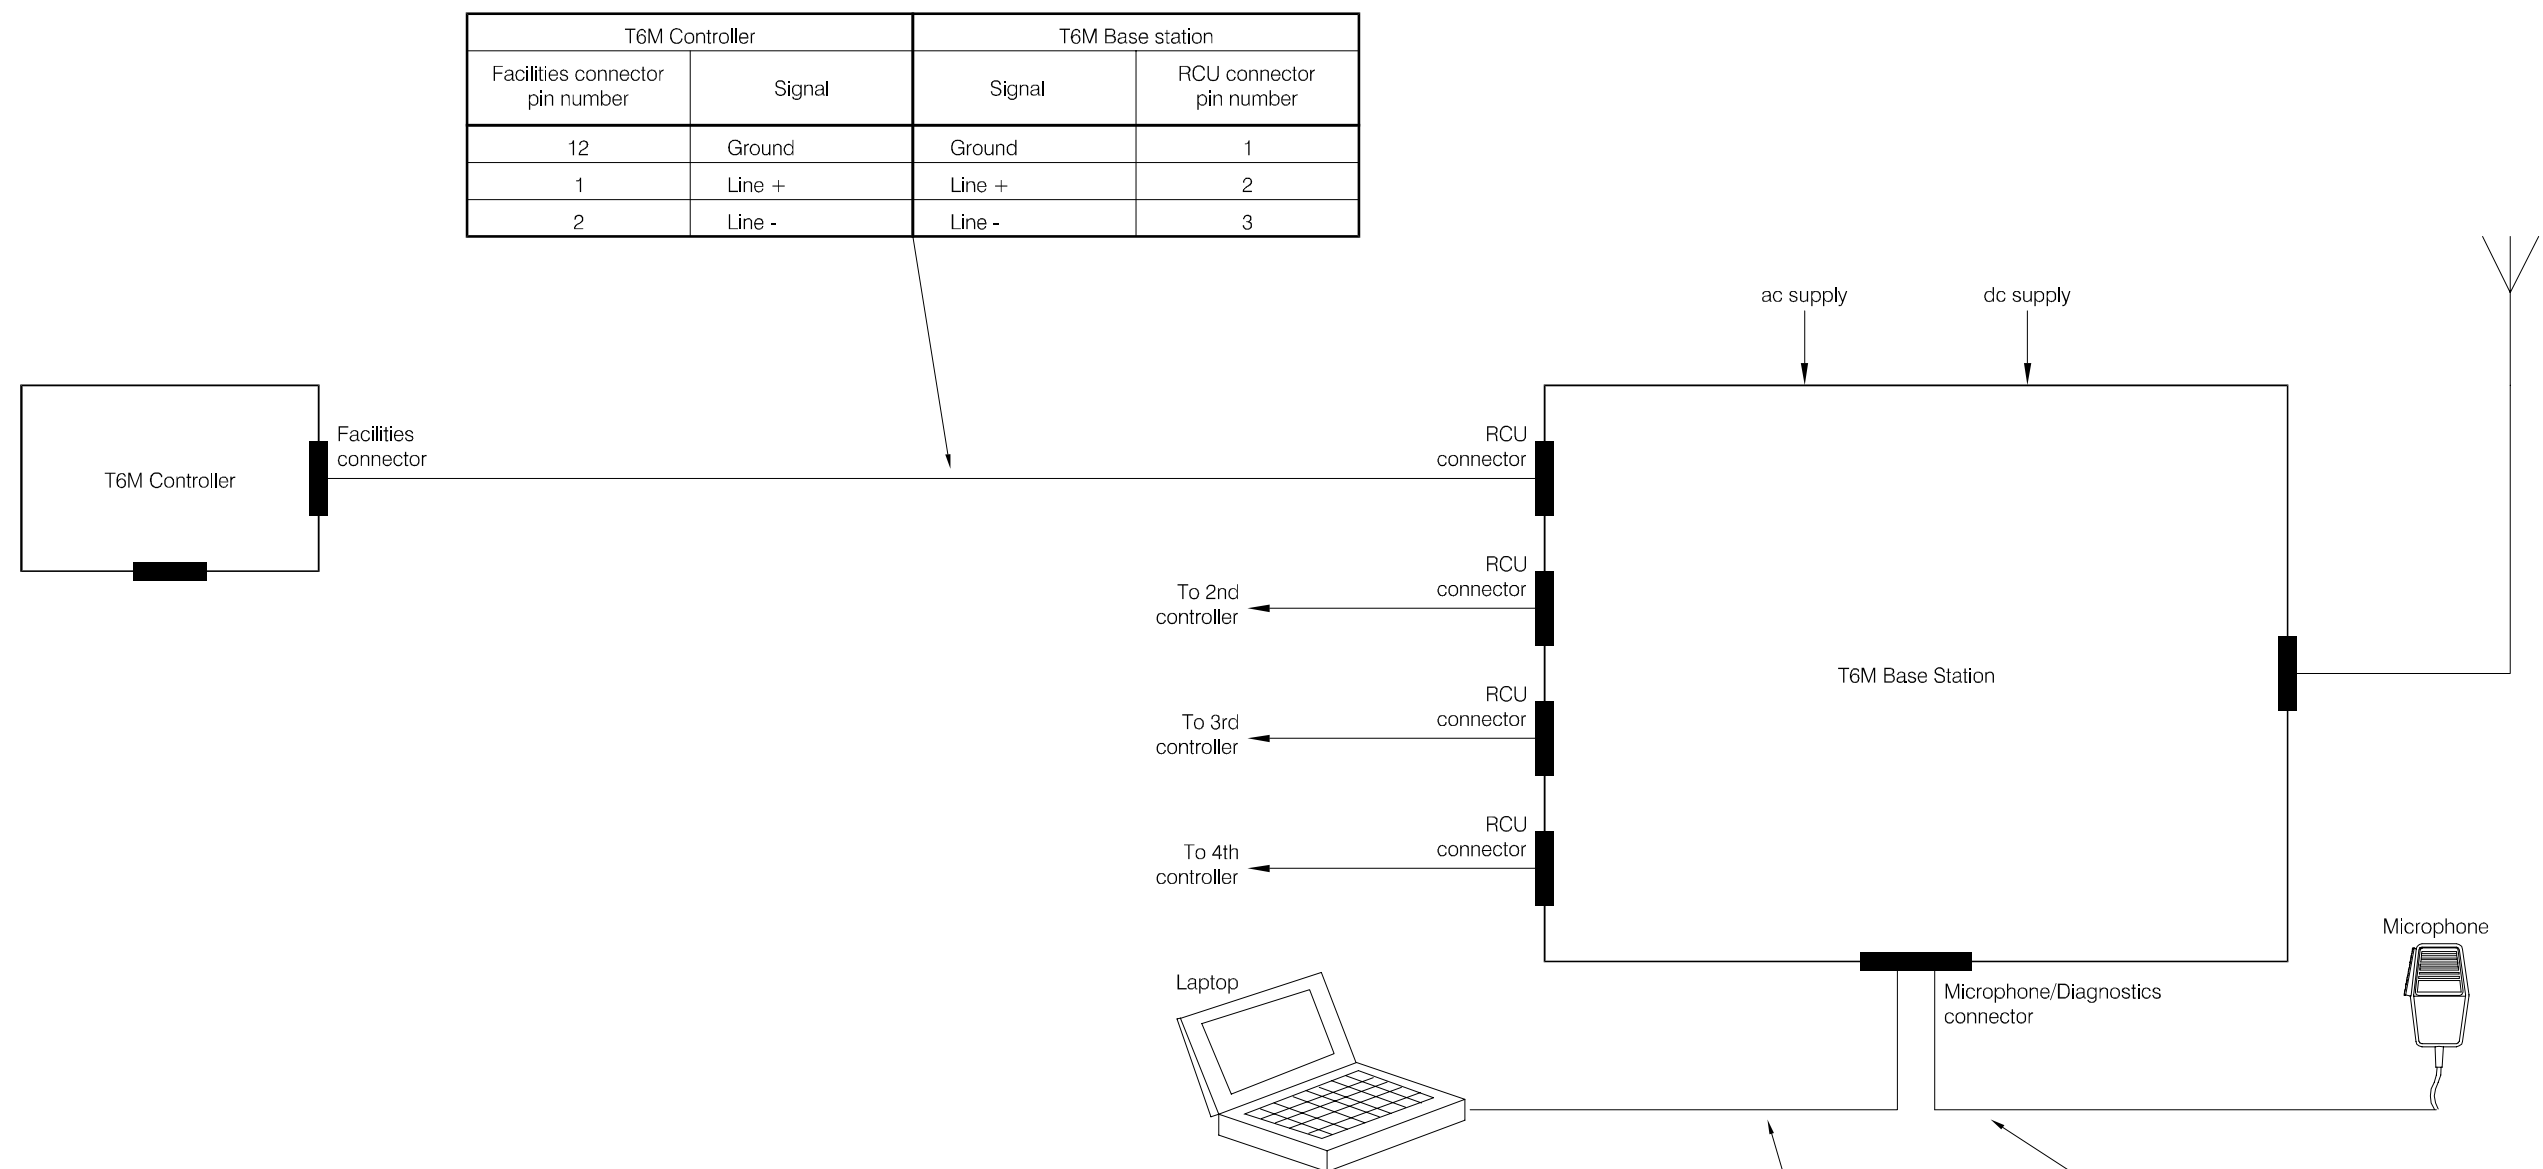 T6M Controller T6M Base station
Facilities connector
pin number
Signal
Signal
RCU connector
pin number
12 Ground Ground 1
1 Line + Line + 2
2 Line - Line - 3
ac supply
dc supply
T6M Controller
Facilities
connector
RCU
connector
RCU
connector
To 2nd
controller
RCU
connector
To 3rd
controller
RCU
connector
To 4th
controller
T6M Base Station
Microphone
Laptop
Microphone/Diagnostics
connector